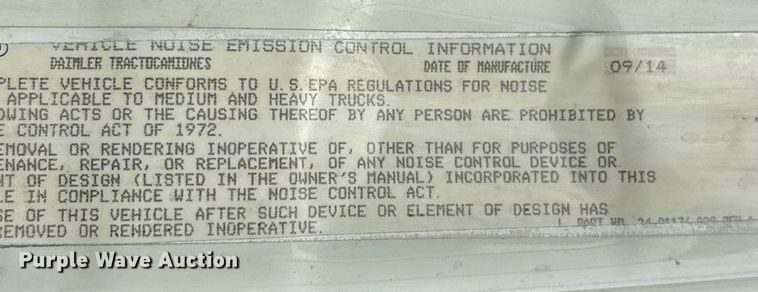 VEHICLE NOISE EMISSION CONTROL INFORMATION
DAIMLER TRACTOCAMIONES DATE OF MANUFACTURE 09/14
PLETE VEHICLE CONFORMS TO U.S.EPA REGULATIONS FOR NOISE
APPLICABLE TO MEDIUM AND HEAVY TRUCKS.
OWING ACTS OR THE CAUSING THEREOF BY ANY PERSON ARE PROHIBITED BY
E CONTROL ACT OF 1972.
EMOVAL OR RENDERING INOPERATIVE OF, OTHER THAN FOR PURPOSES OF
ENANCE, REPAIR, OR REPLACEMENT, OF ANY NOISE CONTROL DEVICE OR
NT OF DESIGN (LISTED IN THE OWNER'S MANUAL) INCORPORATED INTO THIS
LE IN COMPLIANCE WITH THE NOISE CONTROL ACT.
SE OF THIS VEHICLE AFTER SUCH DEVICE OR ELEMENT OF DESIGN HAS
REMOVED OR RENDERED INOPERATIVE. PART NO.
Purple Wave Auction